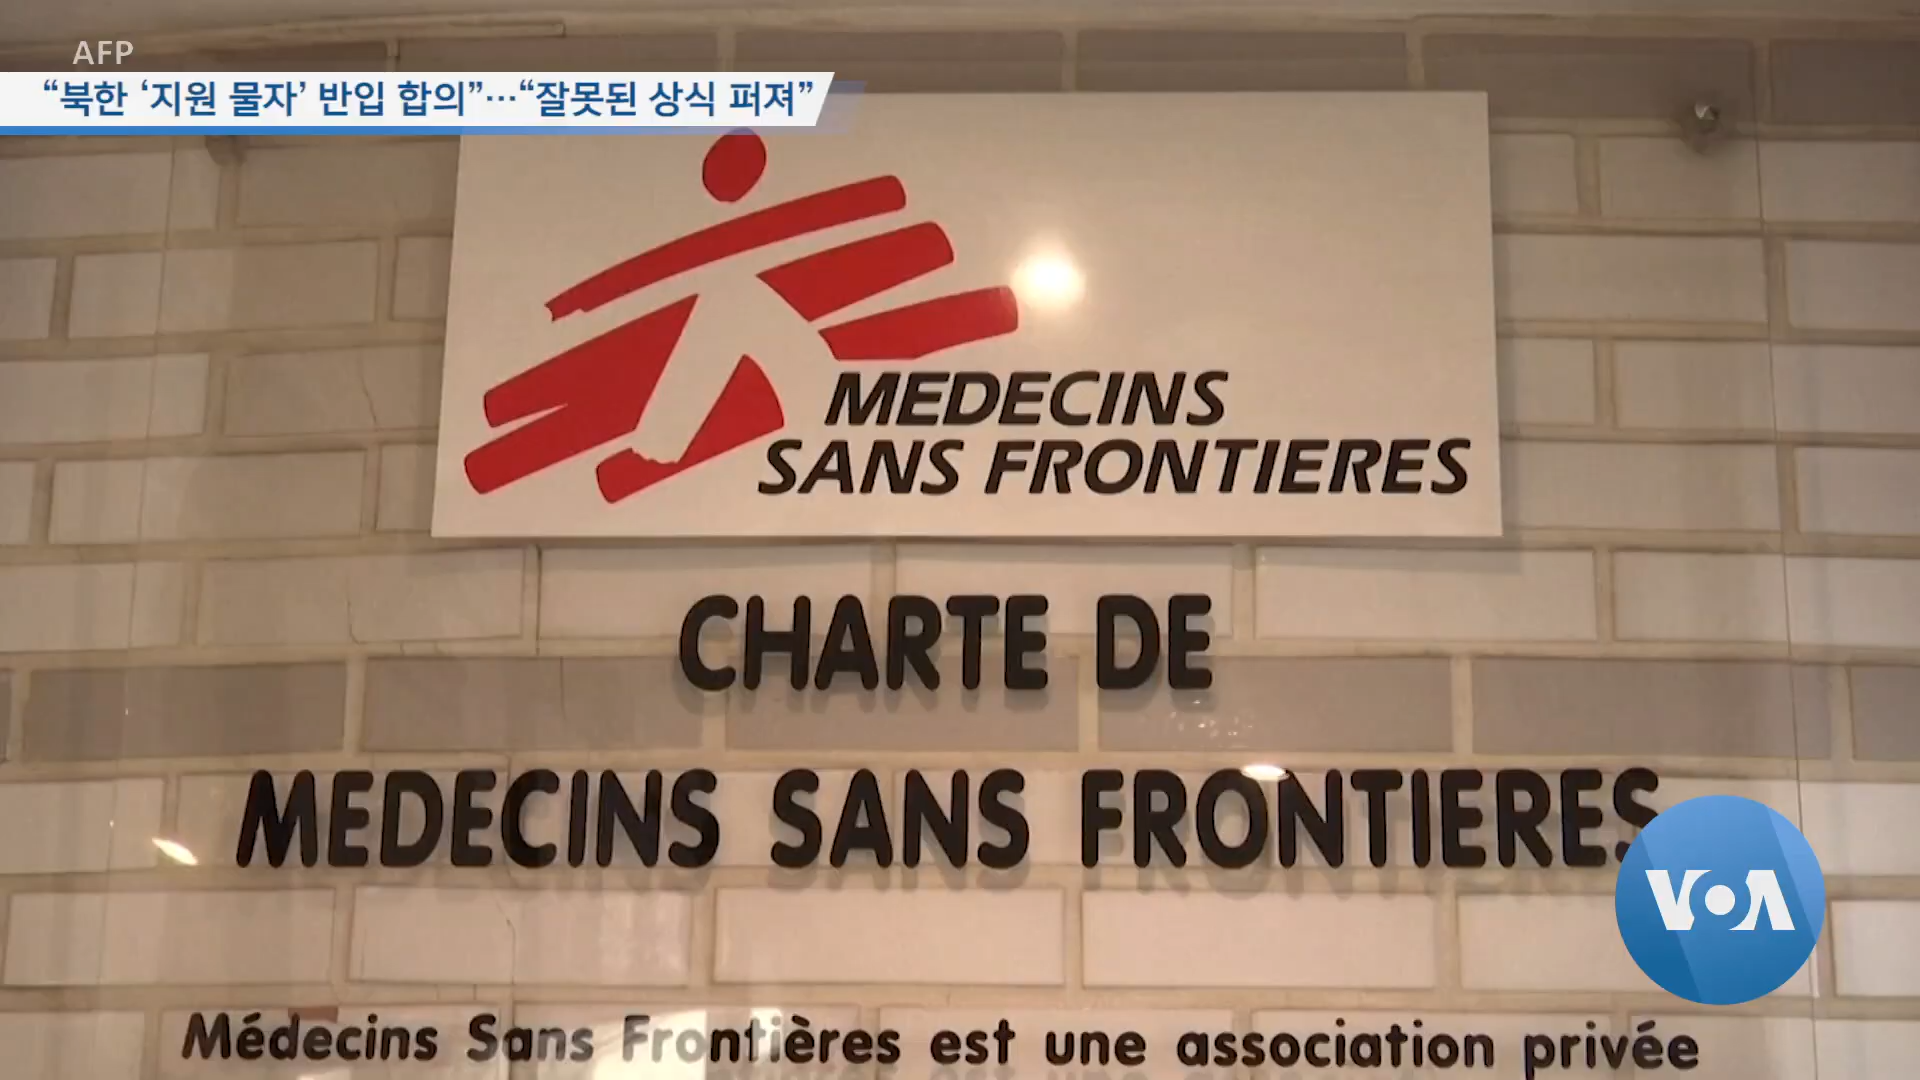 AFP
“북한 ‘지원 물자’ 반입 합의”…“잘못된 상식 퍼져”
MEDECINS
SANS FRONTIERES
CHARTE DE
MEDECINS SANS FRONTIERES
VOA
Médecins Sans Frontières est une association privée